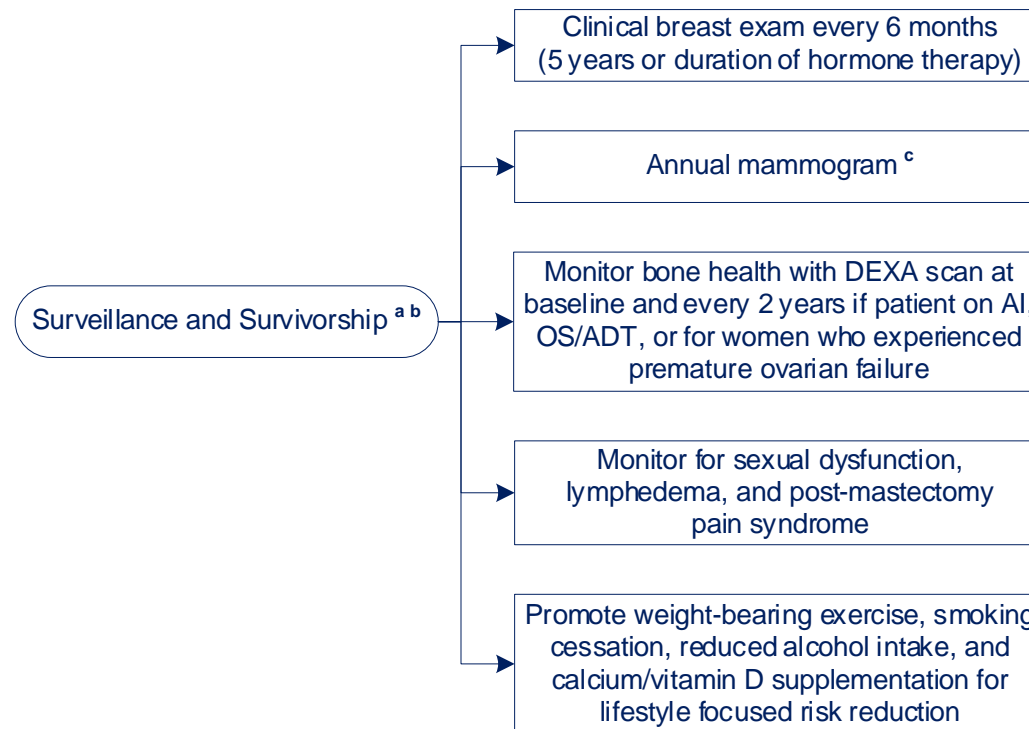 Clinical breast exam every 6 months
(5 years or duration of hormone therapy)
Annual mammogram c
Monitor bone health with DEXA scan at
baseline and every 2 years if patient on AI,
OS/ADT, or for women who experienced
premature ovarian failure
Surveillance and Survivorship a b
Monitor for sexual dysfunction,
lymphedema, and post-mastectomy
pain syndrome
Promote weight-bearing exercise, smoking
cessation, reduced alcohol intake, and
calcium/vitamin D supplementation for
lifestyle focused risk reduction